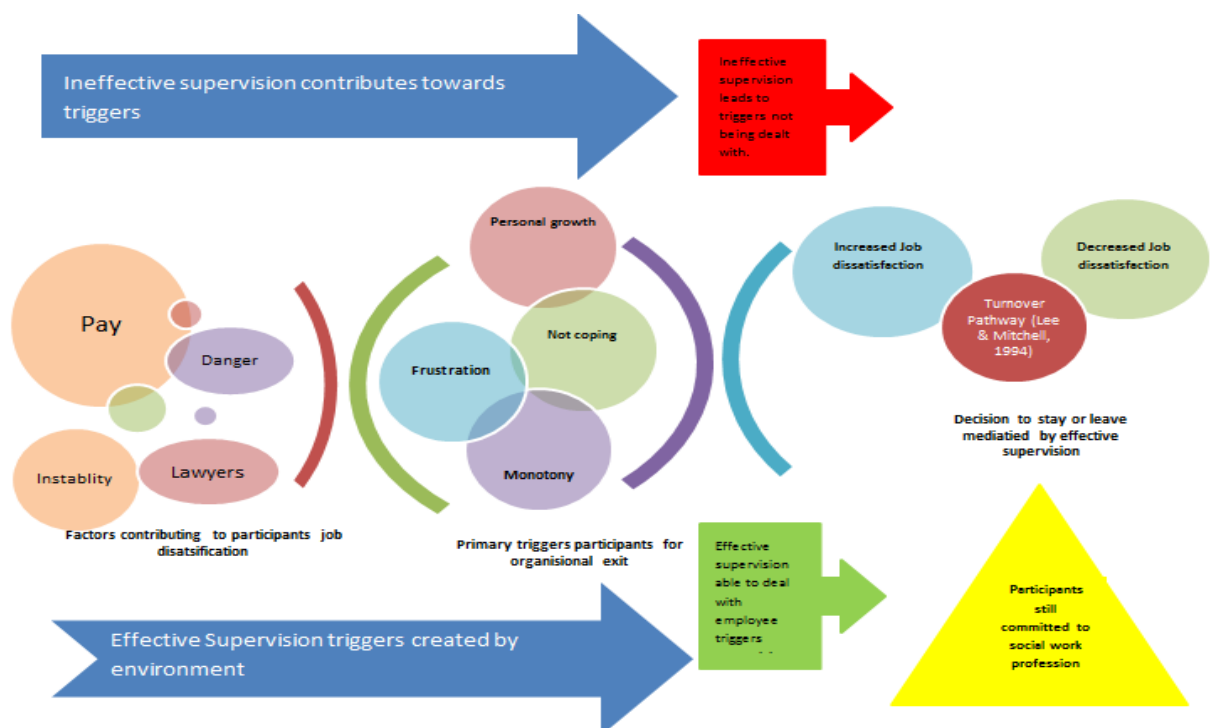 Ineffective supervision contributes towards
triggers
Ineffective
supervision
leads to
triggers not
being dealt
with.
Pay
Danger
Instablity
Lawyers
Factors contributing to participants job
disatsification
Personal growth
Not coping
Frustration
Monotony
Primary triggers participants for
organisional exit
Increased Job
dissatisfaction
Decreased Job
dissatisfaction
Turnover
Pathway (Lee
& Mitchell,
1994)
Decision to stay or leave
mediatied by effective
supervision
Effective Supervision triggers created by
environment
Effective
supervision
able to deal
with
employee
triggers
Participants
still
committed to
social work
profession